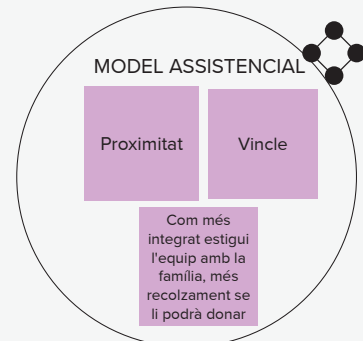 MODEL ASSISTENCIAL
Proximitat
Vincle
Com més
integrat estigui
l'equip amb la
família, més
recolzament se
li podrà donar